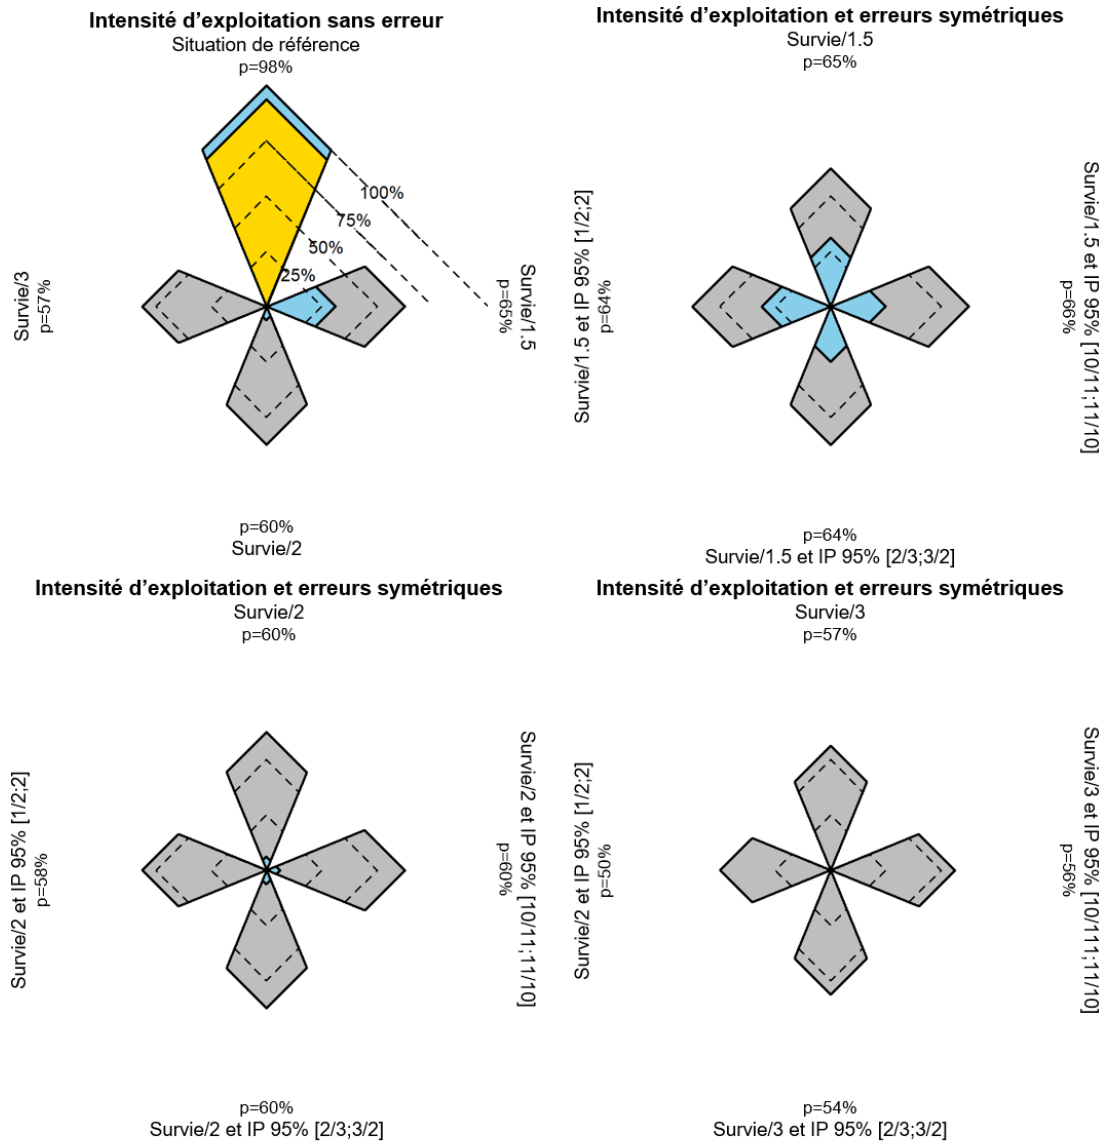 Intensité d’exploitation sans erreur
Situation de référence
p=98%
100%
75%
50%
25%
Survie/3
p=57%
Survie/1.5
p=65%
p=60%
Survie/2
Intensité d’exploitation et erreurs symétriques
Survie/1.5
p=65%
Survie/1.5 et IP 95% [1/2;2]
p=64%
Survie/1.5 et IP 95% [10/11;11/10]
p=66%
p=64%
Survie/1.5 et IP 95% [2/3;3/2]
Intensité d’exploitation et erreurs symétriques
Survie/2
p=60%
Survie/2 et IP 95% [1/2;2]
p=58%
Survie/2 et IP 95% [10/11;11/10]
p=60%
p=60%
Survie/2 et IP 95% [2/3;3/2]
Intensité d’exploitation et erreurs symétriques
Survie/3
p=57%
Survie/2 et IP 95% [1/2;2]
p=50%
Survie/3 et IP 95% [10/111;11/10]
p=56%
p=54%
Survie/3 et IP 95% [2/3;3/2]